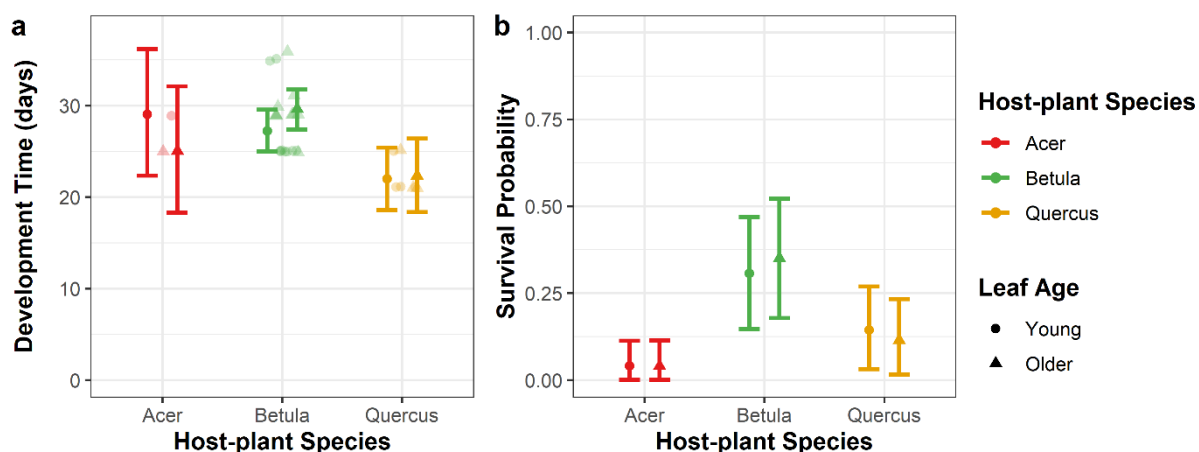 a
Development Time (days)
30
20
10
0
Acer
Betula
Quercus
Host-plant Species
b
Survival Probability
1.00
0.75
0.50
0.25
0.00
Acer
Betula
Quercus
Host-plant Species
Host-plant Species
Acer
Betula
Quercus
Leaf Age
Young
Older